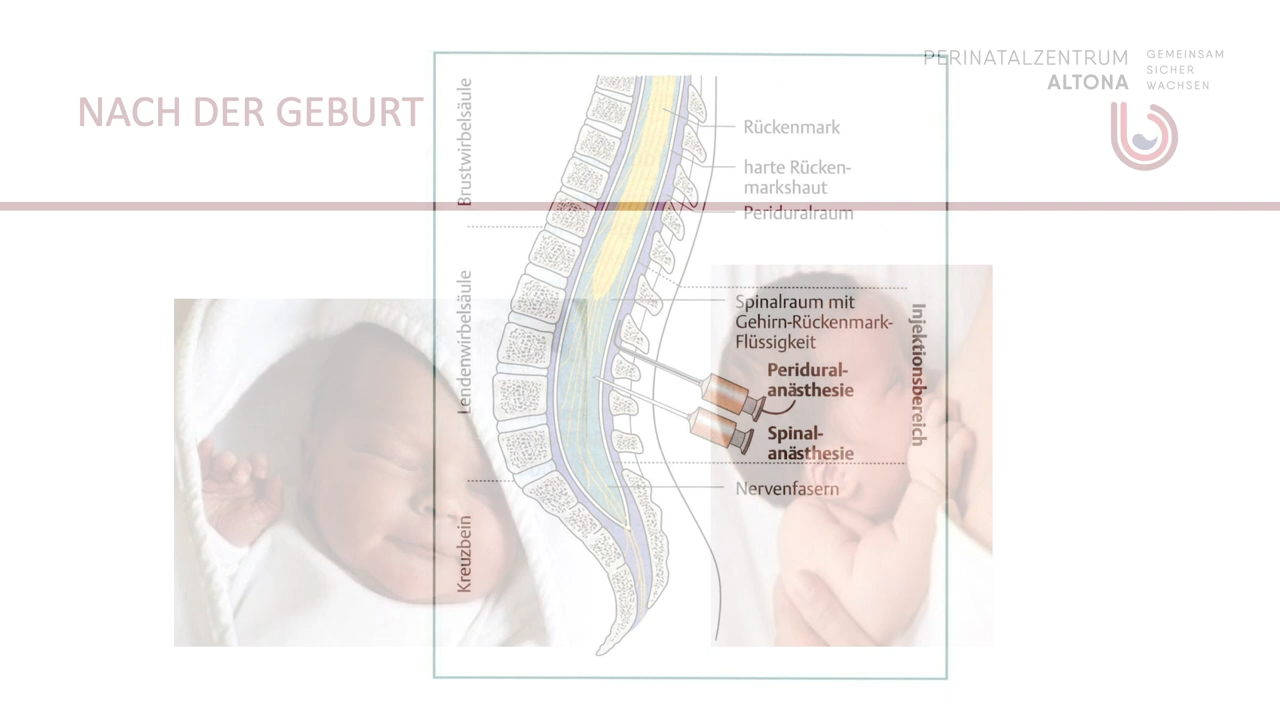 PERINATALZENTRUM
ALTONA
GEMEINSAM
SICHER
WACHSEN
NACH DER GEBURT
Brustwirbelsäule
Lendenwirbelsäule
Kreuzbein
Rückenmark
harte Rücken-
markshaut
Periduralraum
Spinalraum mit
Gehirn-Rückenmark-
Flüssigkeit
Peridural-
anästhesie
Spinal-
anästhesie
Nervenfasern
Injektionsbereich